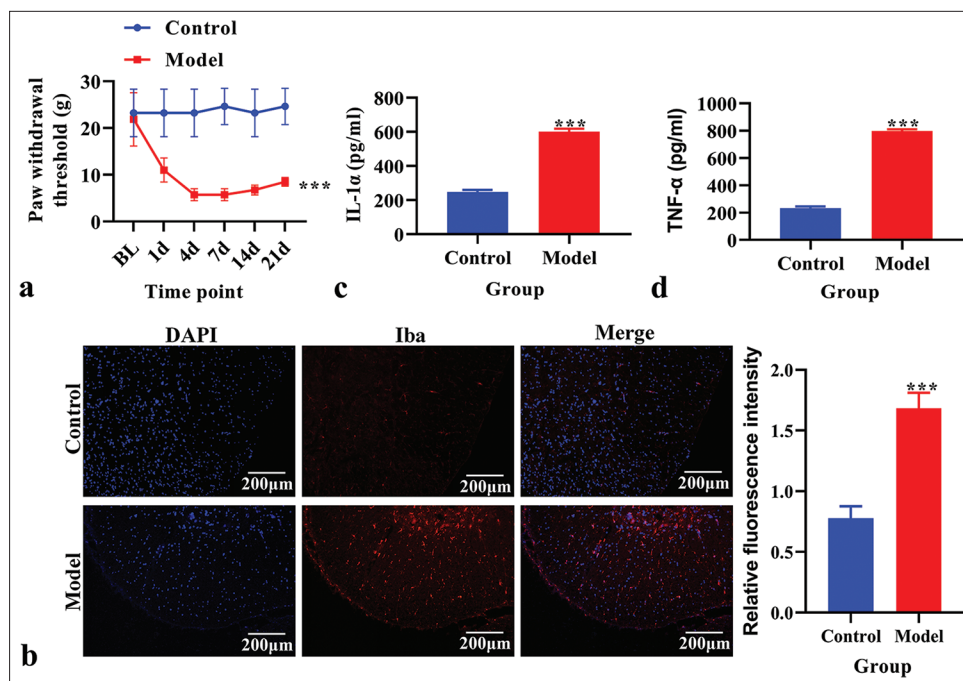 Control
Model
Paw withdrawal
threshold (g)
30
20
10
0
***
BL
1d
4d
7d
14d
21d
Time point
a
IL-1α (pg/ml)
800
600
400
200
0
***
Control
Model
Group
c
TNF-α (pg/ml)
1000
800
600
400
200
0
***
Control
Model
Group
d
DAPI
Iba
Merge
Control
200μm
200μm
200μm
Model
200μm
200μm
200μm
b
Relative fluorescence intensity
2.0
1.5
1.0
0.5
0.0
***
Control
Model
Group